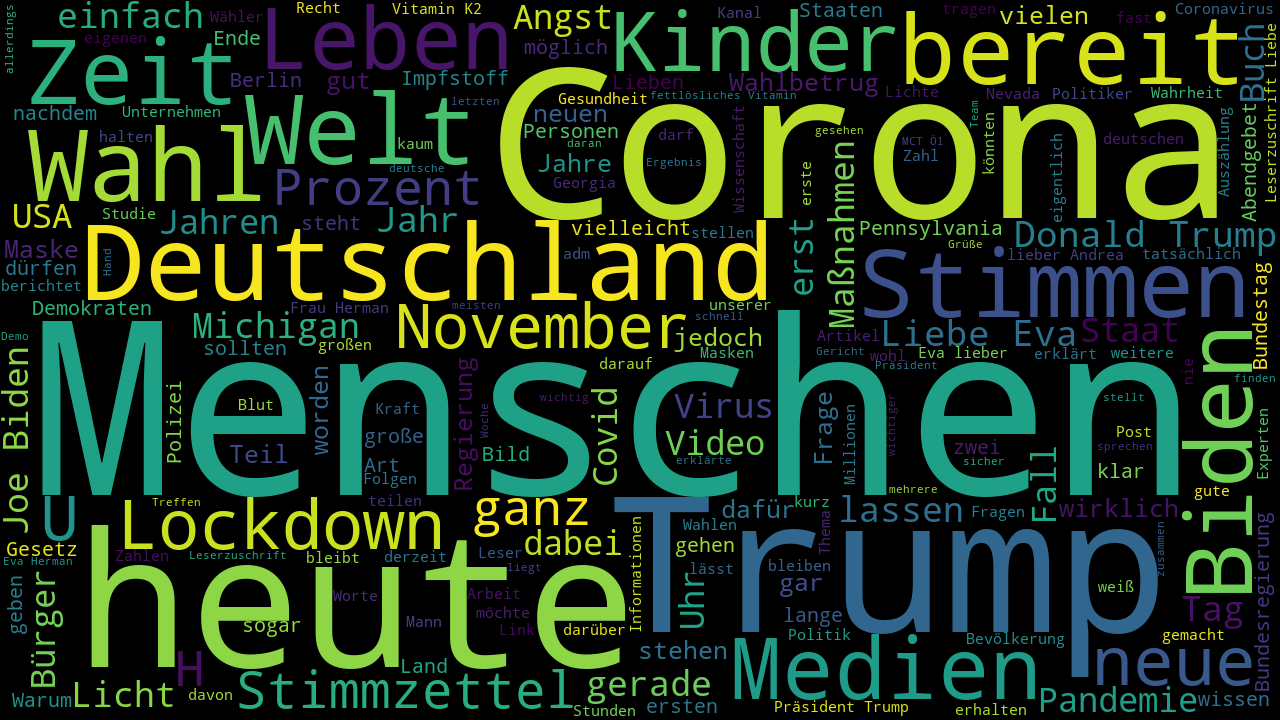 allerdings
einfach
Wähler
Recht
Vitamin K2
Angst
Kanal
Staaten
tragen
vielen
fast
Coronavirus
eigenen
Ende
Leben
möglich
Kinder
bereit
Buch
Leserzuschrift Liebe
Zeit
Berlin
gut
Impfstoff
Lieben
Wahlbetrug
Lichte
Nevada
Politiker
Wahrheit
nachdem
Unternehmen
Welt
letzten
Gesundheit
fettlösliches Vitamin
neuen
Corona
Team
Wahl
halten
kaum
Personen
daran
darf
Wissenschaft
gesehen
MCT Öl
Zahl
könnten
deutschen
Auszählung
Abendgebet
deutsche
Jahre
Ergebnis
erste
eigentlich
Prozent
Georgia
Maßnahmen
USA
Studie
Jahren
steht
Jahr
vielleicht
stellen
erst
Pennsylvania
Donald Trump
Maske
Deutschland
Grüße
dürfen
Hand
adm
lieber Andrea
tatsächlich
berichtet
Stimmen
Bundestag
Demokraten
Frau Herman
meisten
unserer
schnell
Michigan
November
jedoch
Artikel
Liebe Eva
Staat
Demo
sollten
großen
Masken
Gericht
wohl
Eva lieber
erklärt
weitere
darauf
Präsident
nie
finden
Joe Biden
Menschen
Polizei
Blut
worden
Kraft
Regierung
Woche
wichtig
Covid
Virus
Frage
Millionen
wichtiger
stellt
Biden
Experten
große
Teil
Bild
Video
zwei
Post
sprechen
Art
Folgen
erklärte
sicher
klar
Fall
mehrere
gute
U
Treffen
teilen
ganz
dafür
kurz
lassen
Fragen
wirklich
Lockdown
Informationen
Wahlen
Thema
Gesetz
Zahlen
Leserzuschrift
bleibt
derzeit
Leser
dabei
gehen
zusammen
Bundesregierung
Eva Herman
heute
liegt
lässt
bleiben
Trump
geben
Bürger
Worte
Arbeit
Uhr
gar
weiß
möchte
Tag
sogar
Mann
Link
darüber
lange
Politik
Bevölkerung
gemacht
H
Land
stehen
Medien
neue
Warum
Licht
davon
Stimmzettel
gerade
Stunden
ersten
Präsident Trump
erhalten
Pandemie
wissen